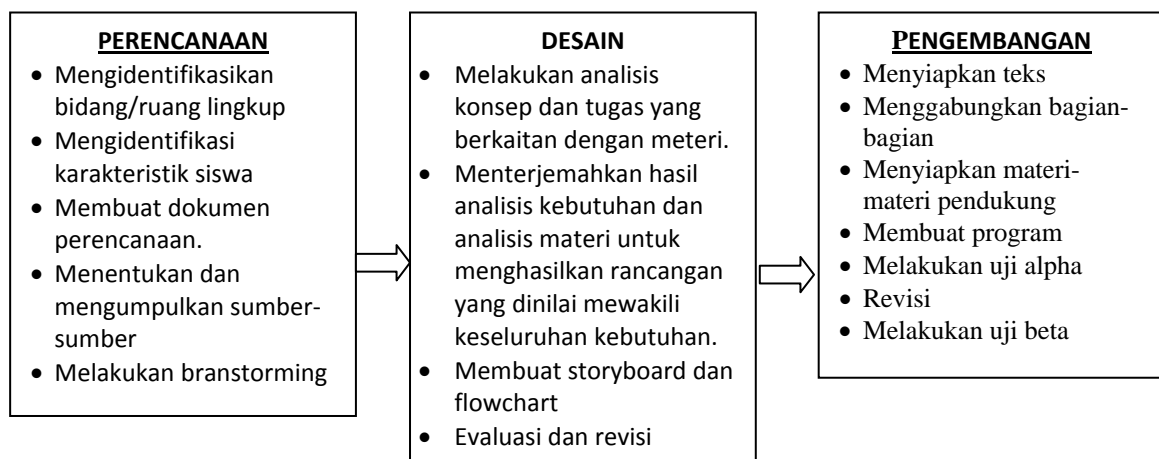 PERENCANAAN
• Mengidentifikasikan
bidang/ruang lingkup
• Mengidentifikasi
karakteristik siswa
• Membuat dokumen
perencanaan.
• Menentukan dan
mengumpulkan sumber-
sumber
• Melakukan branstorming
DESAIN
• Melakukan analisis
konsep dan tugas yang
berkaitan dengan meteri.
• Menterjemahkan hasil
analisis kebutuhan dan
analisis materi untuk
menghasilkan rancangan
yang dinilai mewakili
keseluruhan kebutuhan.
• Membuat storyboard dan
flowchart
• Evaluasi dan revisi
PENGEMBANGAN
• Menyiapkan teks
• Menggabungkan bagian-
bagian
• Menyiapkan materi-
materi pendukung
• Membuat program
• Melakukan uji alpha
• Revisi
• Melakukan uji beta